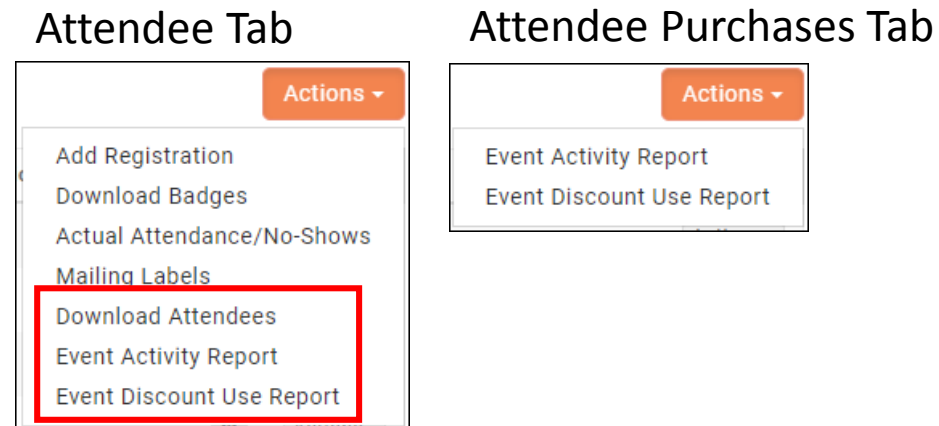 Attendee Tab
Actions
Add Registration
Download Badges
Actual Attendance/No-Shows
Mailing Labels
Download Attendees
Event Activity Report
Event Discount Use Report
Attendee Purchases Tab
Actions
Event Activity Report
Event Discount Use Report